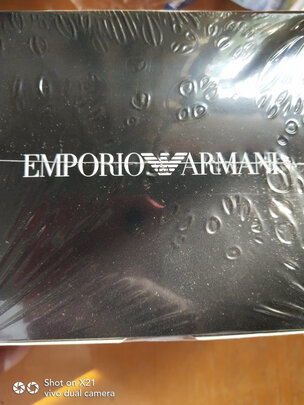 EMPORIO ARMANI
Shot on X21
vivo dual camera